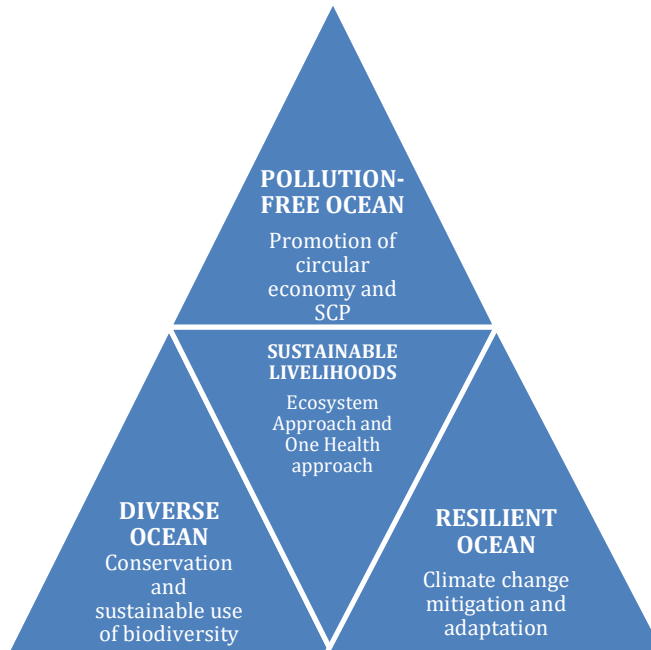 POLLUTION-
FREE OCEAN
Promotion of
circular
economy and
SCP
SUSTAINABLE
LIVELIHOODS
Ecosystem
Approach and
One Health
approach
DIVERSE
OCEAN
Conservation
and
sustainable use
of biodiversity
RESILIENT
OCEAN
Climate change
mitigation and
adaptation